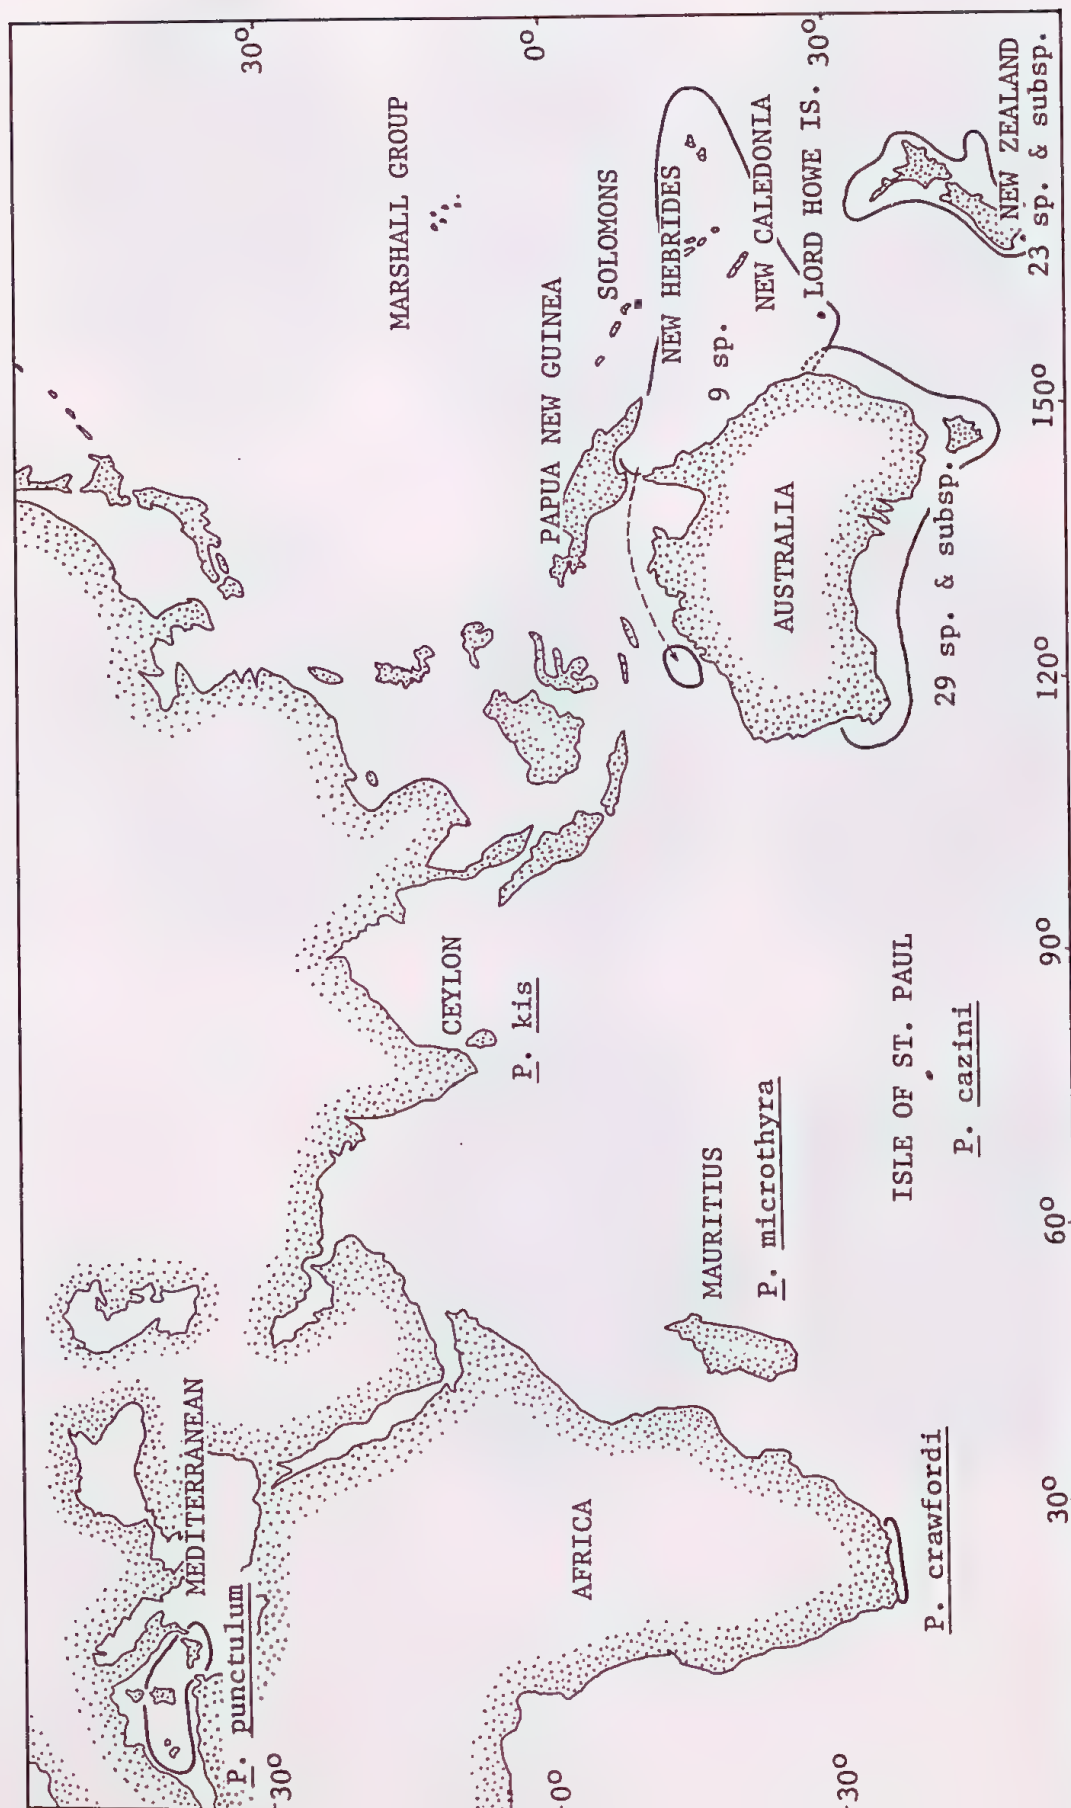 MEDITERRANEAN
P. punctulum
30°
0°
30°
AFRICA
P. crawfordi
MAURITIUS
P. microthyra
CEYLON
P. kis
ISLE OF ST. PAUL
P. cazini
MARSHALL GROUP
PAPUA NEW GUINEA
SOLOMONS
NEW HEBRIDES
9 sp.
NEW CALEDONIA
LORD HOWE IS.
AUSTRALIA
29 sp. & subsp.
NEW ZEALAND
23 sp. & subsp.
30°
0°
30°
30°
60°
90°
120°
150°